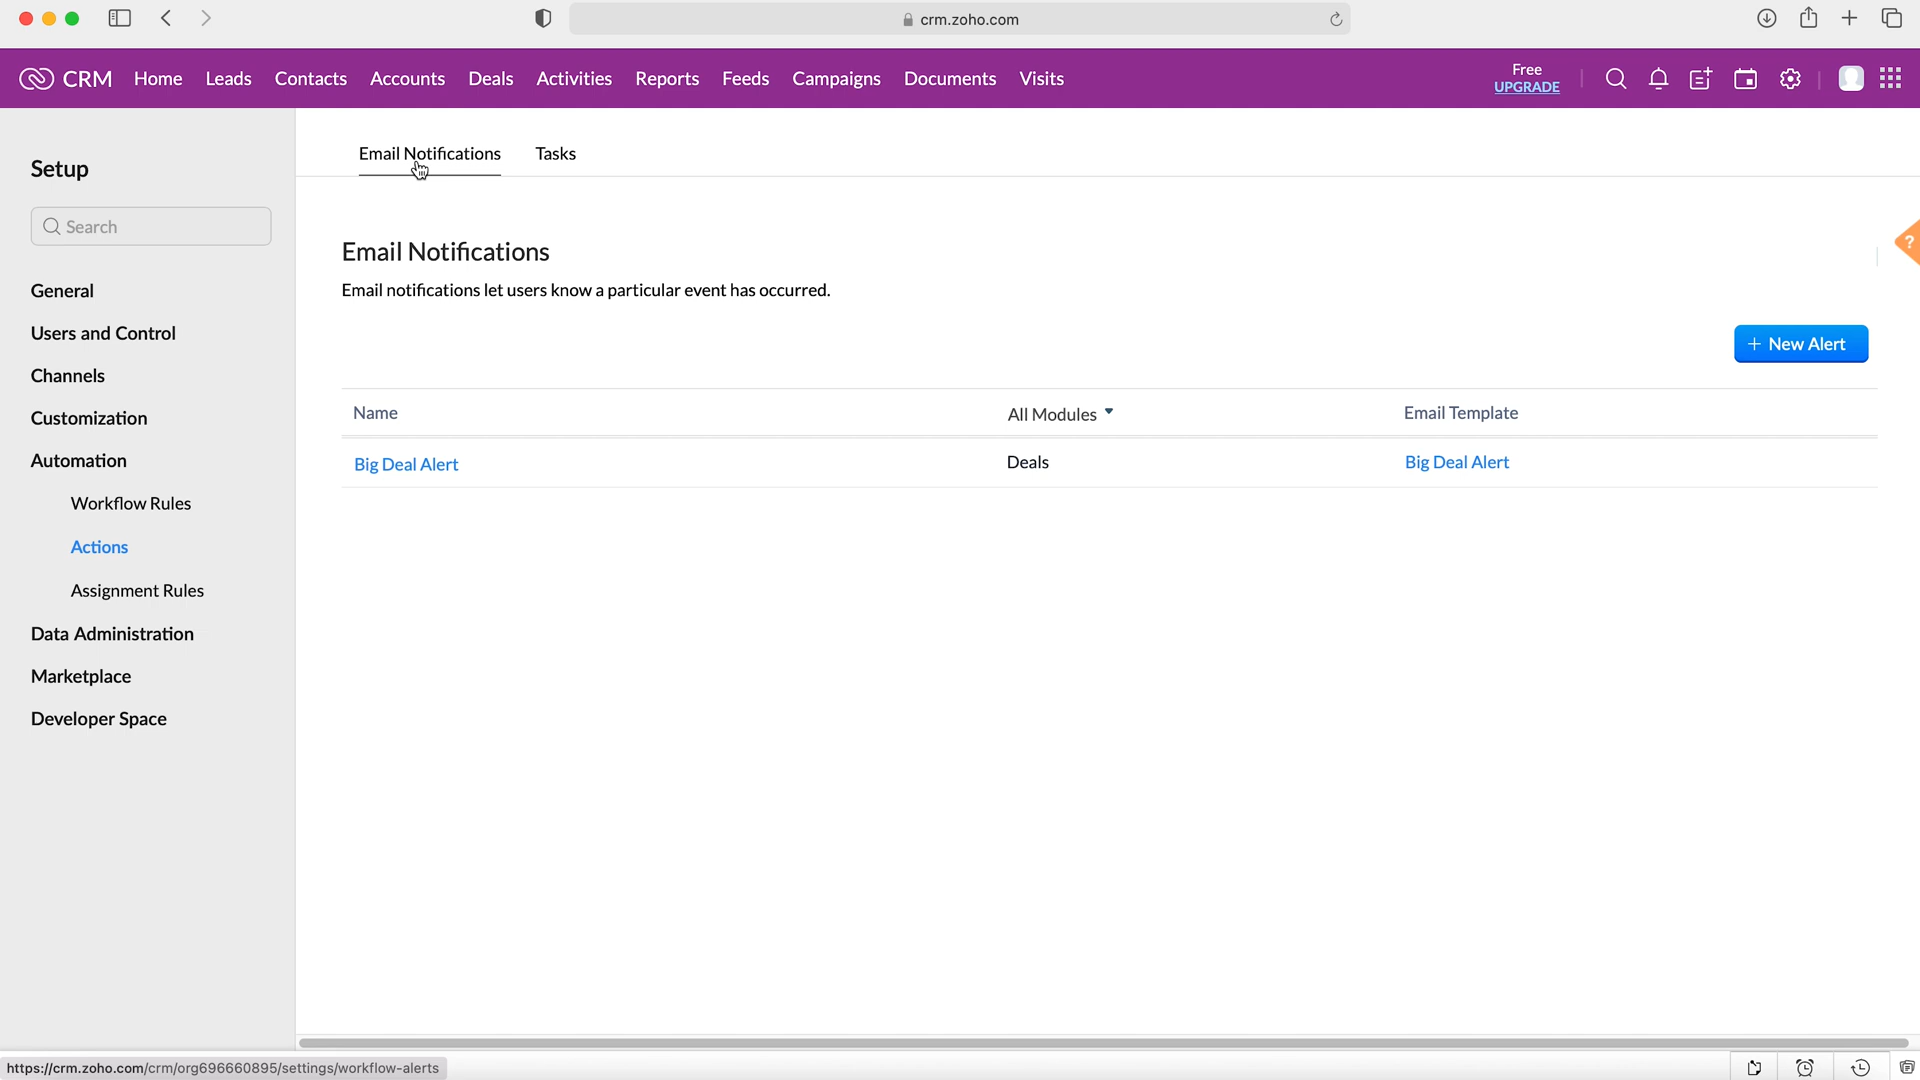 crm.zoho.com
CRM Home Leads Contacts Accounts Deals Activities Reports Feeds Campaigns Documents Visits
Free
UPGRADE
Setup
Search
General
Users and Control
Channels
Customization
Automation
Workflow Rules
Actions
Assignment Rules
Data Administration
Marketplace
Developer Space
Email Notifications Tasks
Email Notifications
Email notifications let users know a particular event has occurred.
?
+ New Alert
Name All Modules Email Template
Big Deal Alert Deals Big Deal Alert
https://crm.zoho.com/crm/org696660895/settings/workflow-alerts